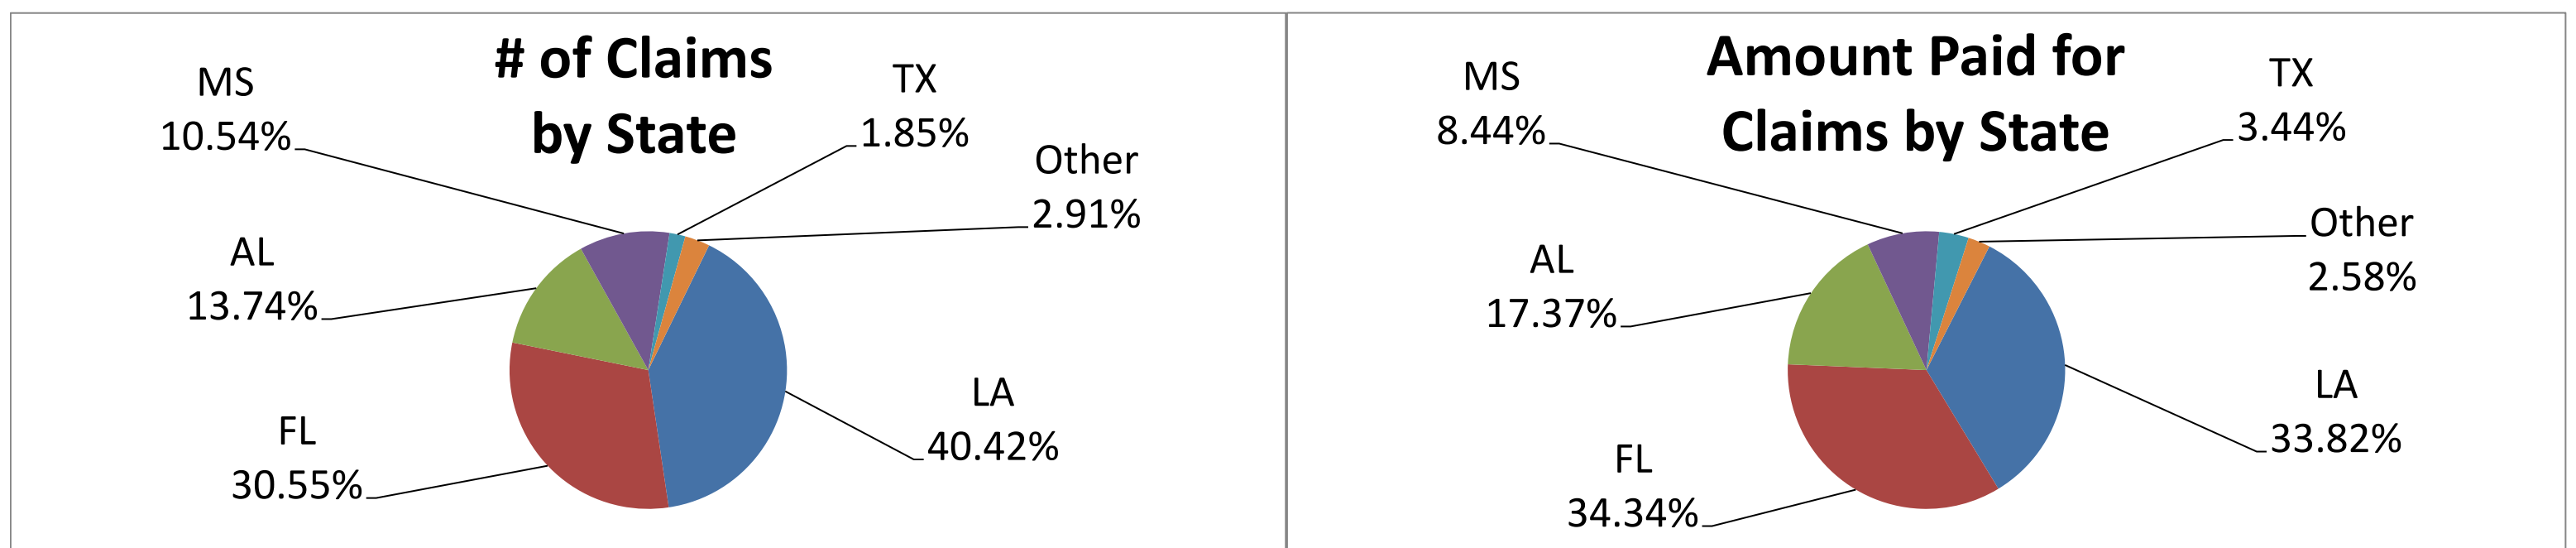 # of Claims
by State
MS
10.54%
TX
1.85%
Other
2.91%
AL
13.74%
LA
40.42%
FL
30.55%
Amount Paid for
Claims by State
MS
8.44%
TX
3.44%
Other
2.58%
AL
17.37%
LA
33.82%
FL
34.34%